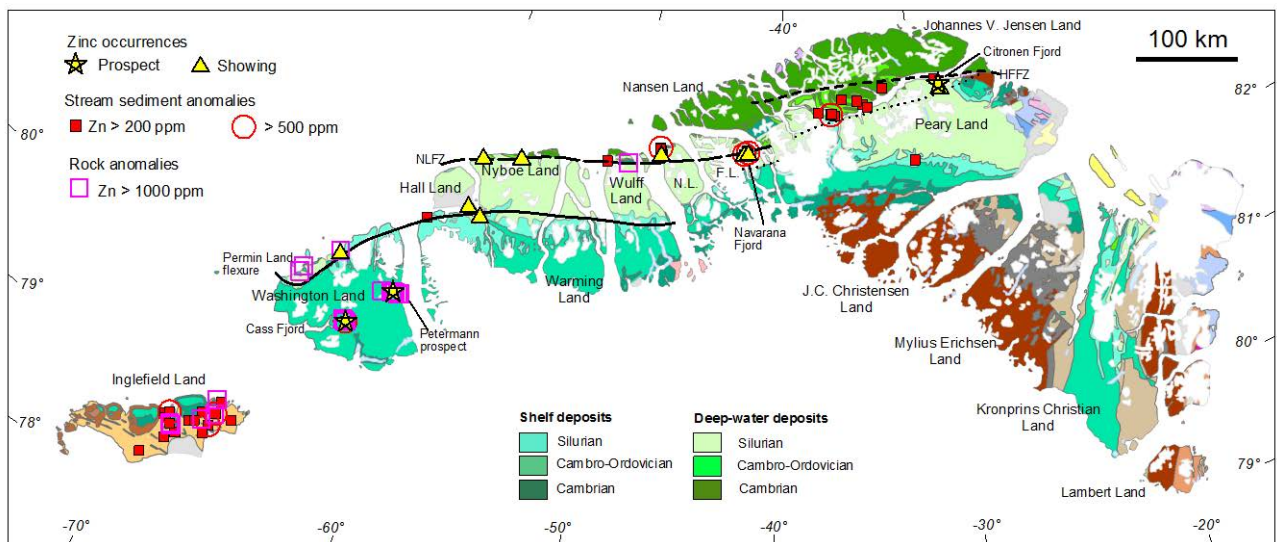 -40°
Johannes V. Jensen Land
Citronen Fjord
HFFZ
100 km
82°
Zinc occurrences
Prospect
Showing
Stream sediment anomalies
Zn > 200 ppm
> 500 ppm
Rock anomalies
Zn > 1000 ppm
80°
Nansen Land
Peary Land
NLFZ
Nyboe Land
Hall Land
Wulff
Land
N.L.
F.L.
Navarana
Fjord
81°
Permin Land
flexure
79°
Washington Land
Warming
Land
J.C. Christensen
Land
Cass Fjord
Petermann
prospect
Mylius Erichsen
Land
80°
Inglefield Land
78°
Kronprins Christian
Land
79°
Lambert Land
Shelf deposits
Silurian
Cambro-Ordovician
Cambrian
Deep-water deposits
Silurian
Cambro-Ordovician
Cambrian
-70°
-60°
-50°
-40°
-30°
-20°